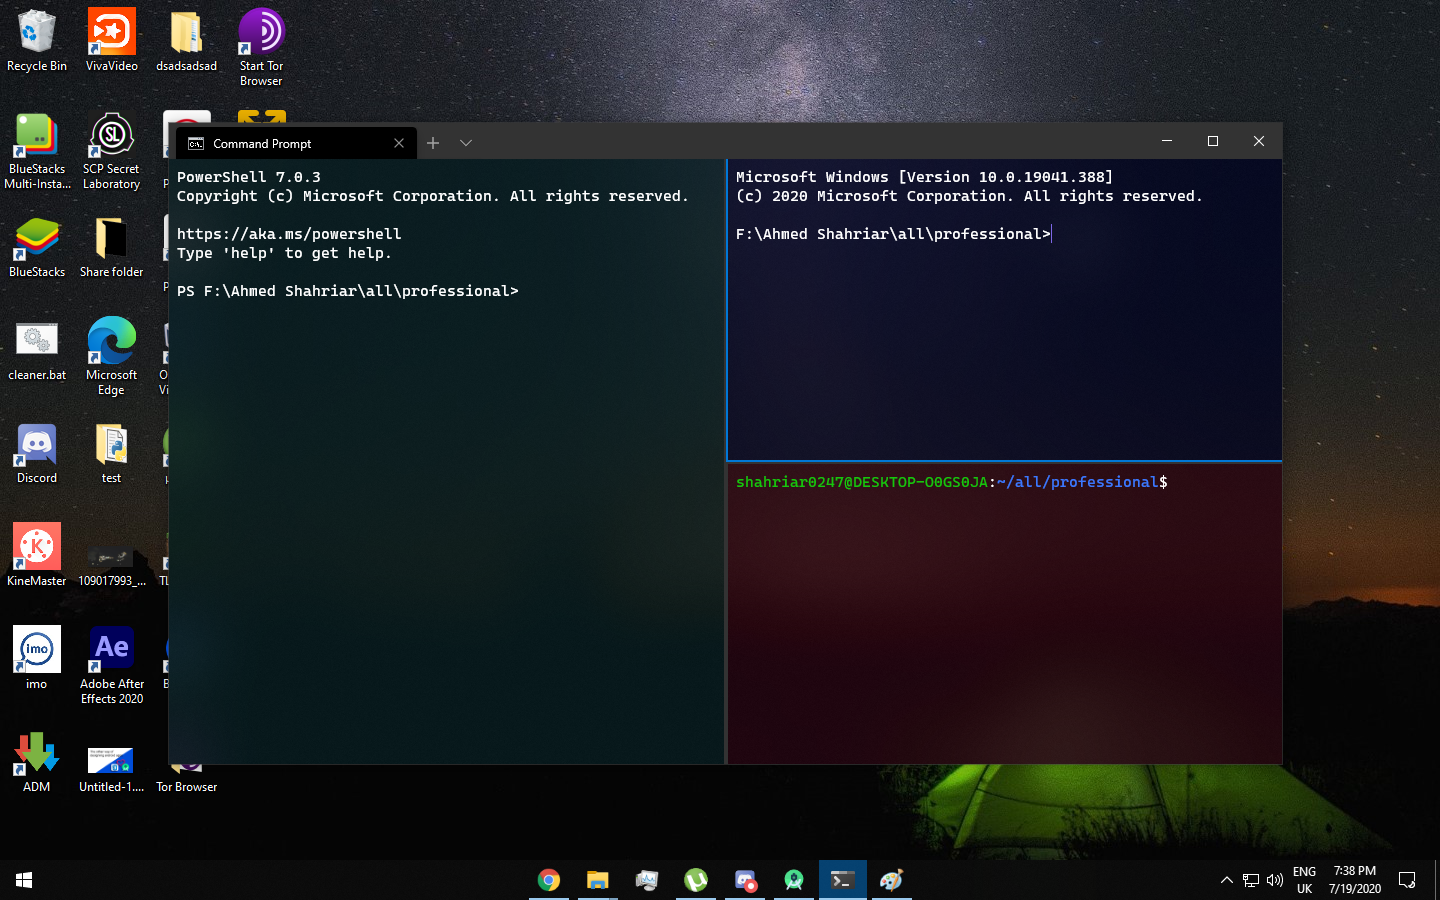 Recycle Bin
VivaVideo
dsadsadsad
Start Tor
Browser
BlueStacks
Multi-Insta...
SCP Secret
Laboratory
BlueStacks
Share folder
cleaner.bat
Microsoft
Edge
Discord
test
KineMaster
109017993_...
imo
imo
Ae
Adobe After
Effects 2020
ADM
Untitled-1....
Tor Browser
Command Prompt
PowerShell 7.0.3
Copyright (c) Microsoft Corporation. All rights reserved.
https://aka.ms/powershell
Type 'help' to get help.
PS F:\Ahmed Shahriar\all\professional>
Microsoft Windows [Version 10.0.19041.388]
(c) 2020 Microsoft Corporation. All rights reserved.
F:\Ahmed Shahriar\all\professional>
shahriar0247@DESKTOP-O0GS0JA:~/all/professional$
ENG
UK
7:38 PM
7/19/2020